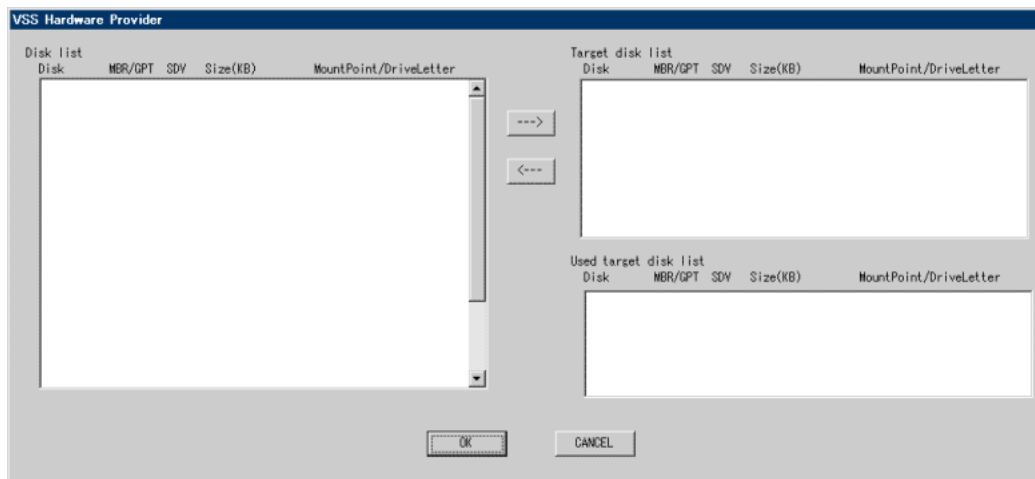 VSS Hardware Provider
Disk list
Disk MBR/GPT SDV Size(KB) MountPoint/DriveLetter
--->
<---
Target disk list
Disk MBR/GPT SDV Size(KB) MountPoint/DriveLetter
Used target disk list
Disk MBR/GPT SDV Size(KB) MountPoint/DriveLetter
OK
CANCEL